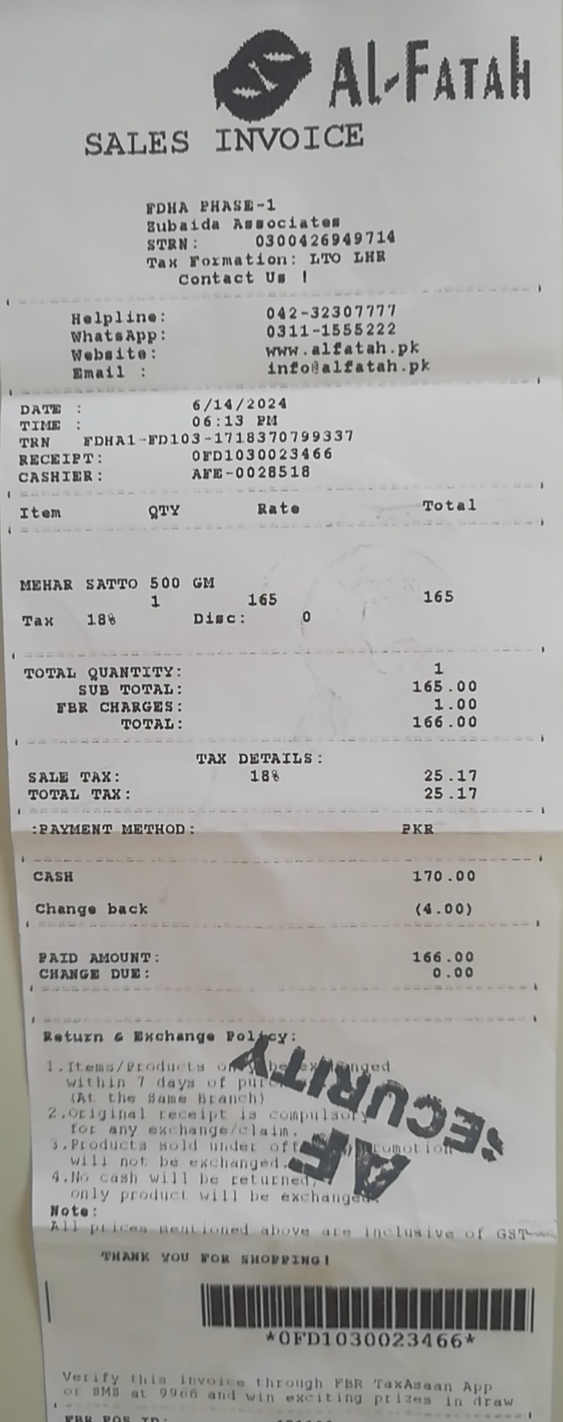 Al-Fatah
SALES INVOICE
FDHA PHASE-1
Zubaida Associates
STRN: 0300426949714
Tax Formation: LTO LHR
Contact Us !
Helpline: 042-32307777
WhatsApp: 0311-1555222
Website: www.alfatah.pk
Email : info@alfatah.pk
DATE : 6/14/2024
TIME : 06:13 PM
TRN FDHA1-FD103-1718370799337
RECEIPT: 0FD1030023466
CASHIER: AFE-0028518
Item QTY Rate Total
MEHAR SATTO 500 GM
1 165 165
Tax 18% Disc: 0
TOTAL QUANTITY: 1
SUB TOTAL: 165.00
FBR CHARGES: 1.00
TOTAL: 166.00
TAX DETAILS:
SALE TAX: 18% 25.17
TOTAL TAX: 25.17
:PAYMENT METHOD: PKR
CASH 170.00
Change back (4.00)
PAID AMOUNT: 166.00
CHANGE DUE: 0.00
Return & Exchange Policy:
1.Items/Products only be exchanged
within 7 days of
(At the Same Branch)
2.Original receipt is compulsory
for any exchange/claim.
3.Products sold under promotion
will not be exchanged.
4.No cash will be returned,
only product will be exchanged.
AF
SECURITY
Note:
All prices mentioned above are inclusive of GST
THANK YOU FOR SHOPPING!
*0FD1030023466*
Verify this invoice through FBR TaxAsaan App
or SMS at 9966 and win exciting prizes in draw
FBR POS ID: